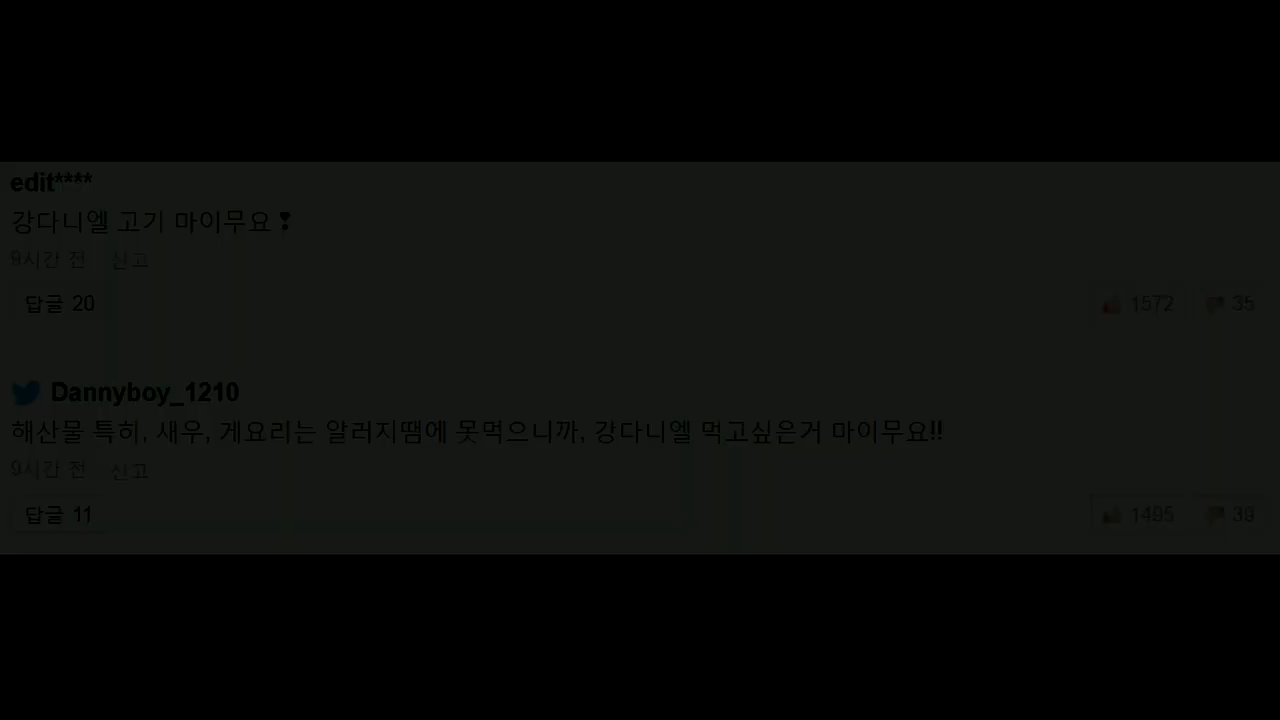 edit****
강다니엘 고기 마이무요❣
9시간 전 신고
답글 20 1572 35
Dannyboy_1210
해산물 특히, 새우, 게요리는 알러지땜에 못먹으니까, 강다니엘 먹고싶은거 마이무요!!
9시간 전 신고
답글 11 1495 39